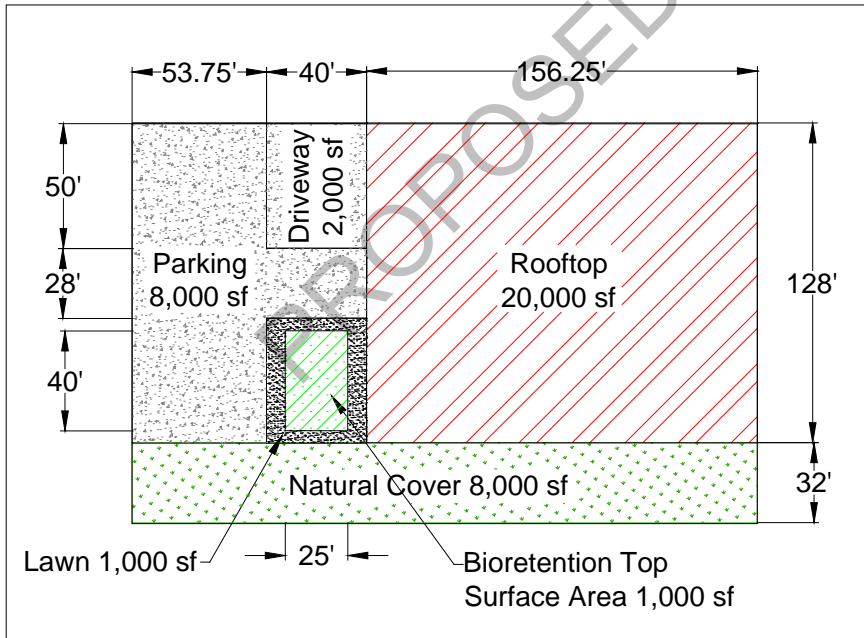 PROPOSED
53.75'
40'
156.25'
50'
28'
40'
Driveway
2,000 sf
Parking
8,000 sf
Rooftop
20,000 sf
128'
32'
Natural Cover 8,000 sf
Lawn 1,000 sf
25'
Bioretention Top
Surface Area 1,000 sf